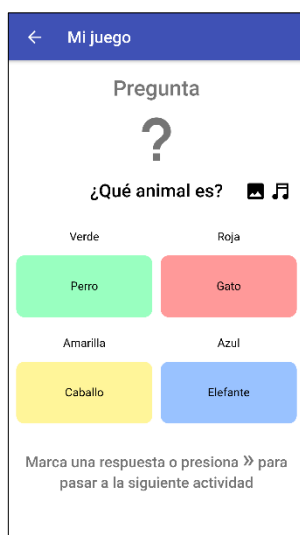 Mi juego
Pregunta
?
¿Qué animal es?
Verde Roja
Perro Gato
Amarilla Azul
Caballo Elefante
Marca una respuesta o presiona » para
pasar a la siguiente actividad